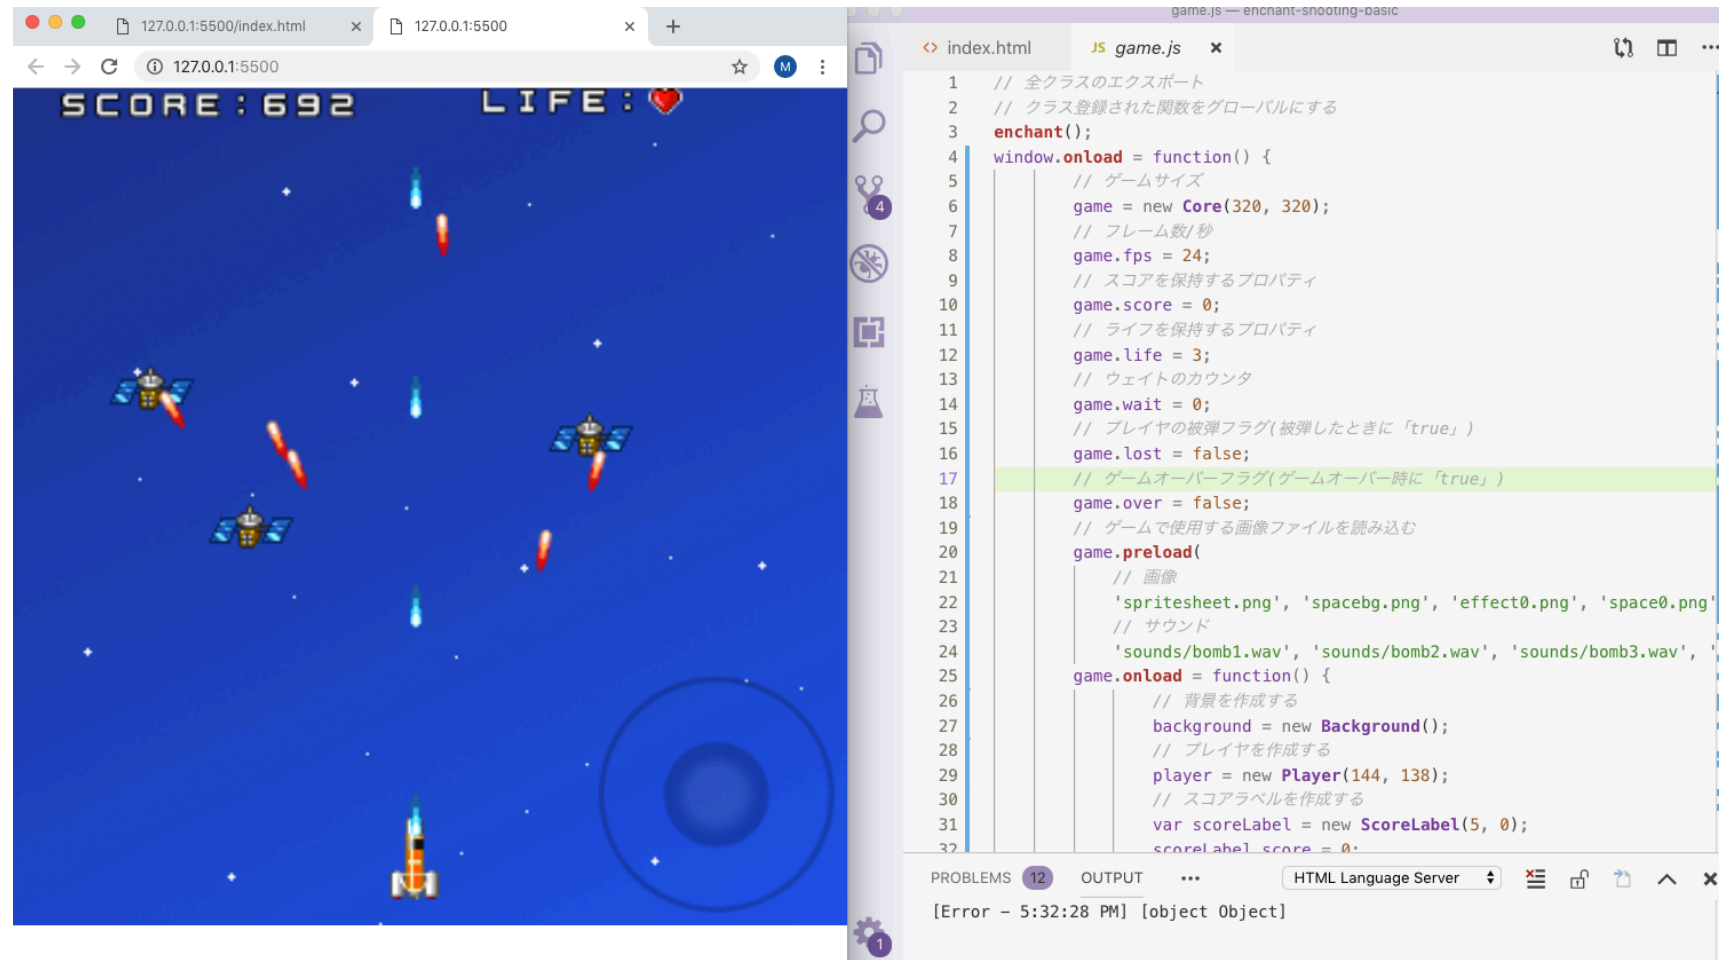 127.0.0.1:5500/index.html
127.0.0.1:5500
127.0.0.1:5500
M
SCORE:692
LIFE:
game.js — enchant-shooting-basic
<> index.html
JS game.js
4
1
1 // 全クラスのエクスポート
2 // クラス登録された関数をグローバルにする
3 enchant();
4 window.onload = function() {
5 // ゲームサイズ
6 game = new Core(320, 320);
7 // フレーム数/秒
8 game.fps = 24;
9 // スコアを保持するプロパティ
10 game.score = 0;
11 // ライフを保持するプロパティ
12 game.life = 3;
13 // ウェイトのカウンタ
14 game.wait = 0;
15 // プレイヤの被弾フラグ(被弾したときに「true」)
16 game.lost = false;
17 // ゲームオーバーフラグ(ゲームオーバー時に「true」)
18 game.over = false;
19 // ゲームで使用する画像ファイルを読み込む
20 game.preload(
21 // 画像
22 'spritesheet.png', 'spacebg.png', 'effect0.png', 'space0.png'
23 // サウンド
24 'sounds/bomb1.wav', 'sounds/bomb2.wav', 'sounds/bomb3.wav', '
25 game.onload = function() {
26 // 背景を作成する
27 background = new Background();
28 // プレイヤを作成する
29 player = new Player(144, 138);
30 // スコアラベルを作成する
31 var scoreLabel = new ScoreLabel(5, 0);
32 scoreLabel.score = 0;
PROBLEMS 12 OUTPUT ••• HTML Language Server
[Error - 5:32:28 PM] [object Object]